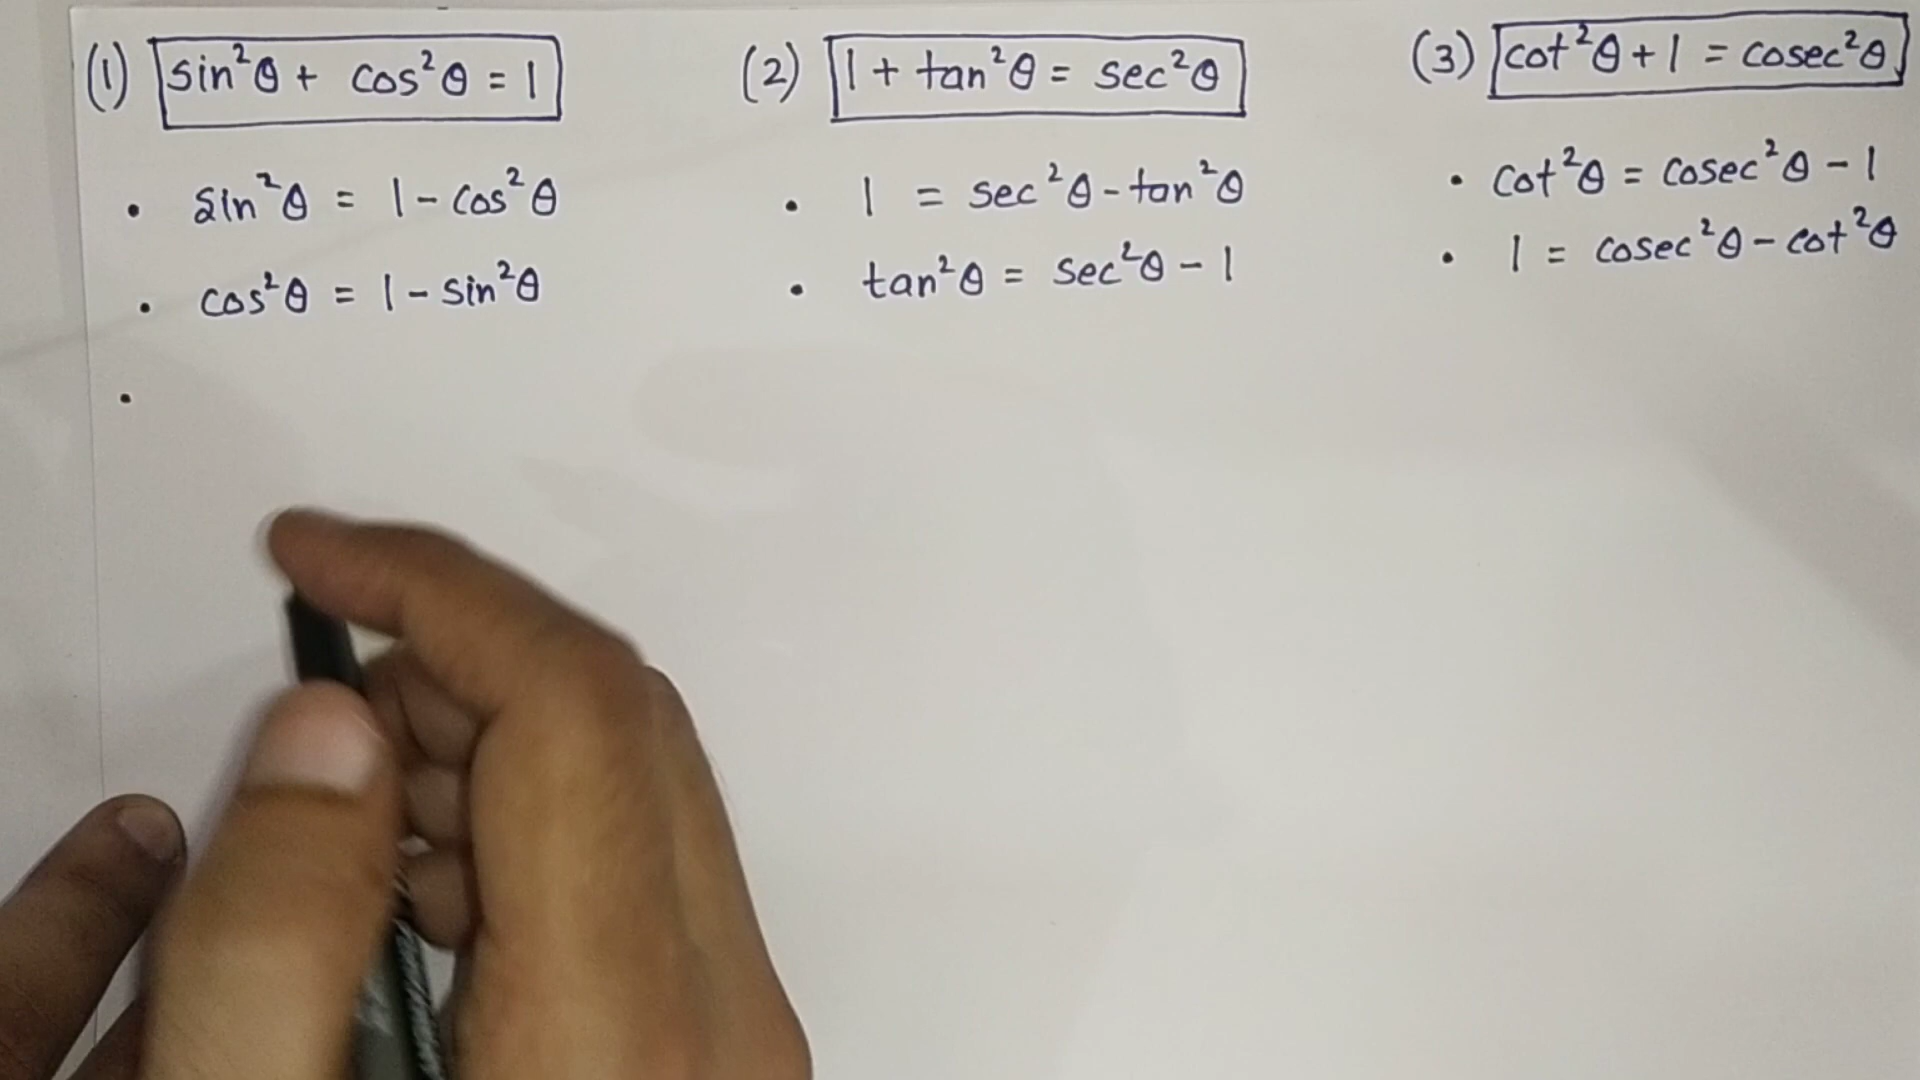 (1) sin²θ + cos²θ = 1
• sin²θ = 1 - cos²θ
• cos²θ = 1 - sin²θ
•
(2) 1 + tan²θ = sec²θ
• 1 = sec²θ - tan²θ
• tan²θ = sec²θ - 1
(3) cot²θ + 1 = cosec²θ
• cot²θ = cosec²θ - 1
• 1 = cosec²θ - cot²θ